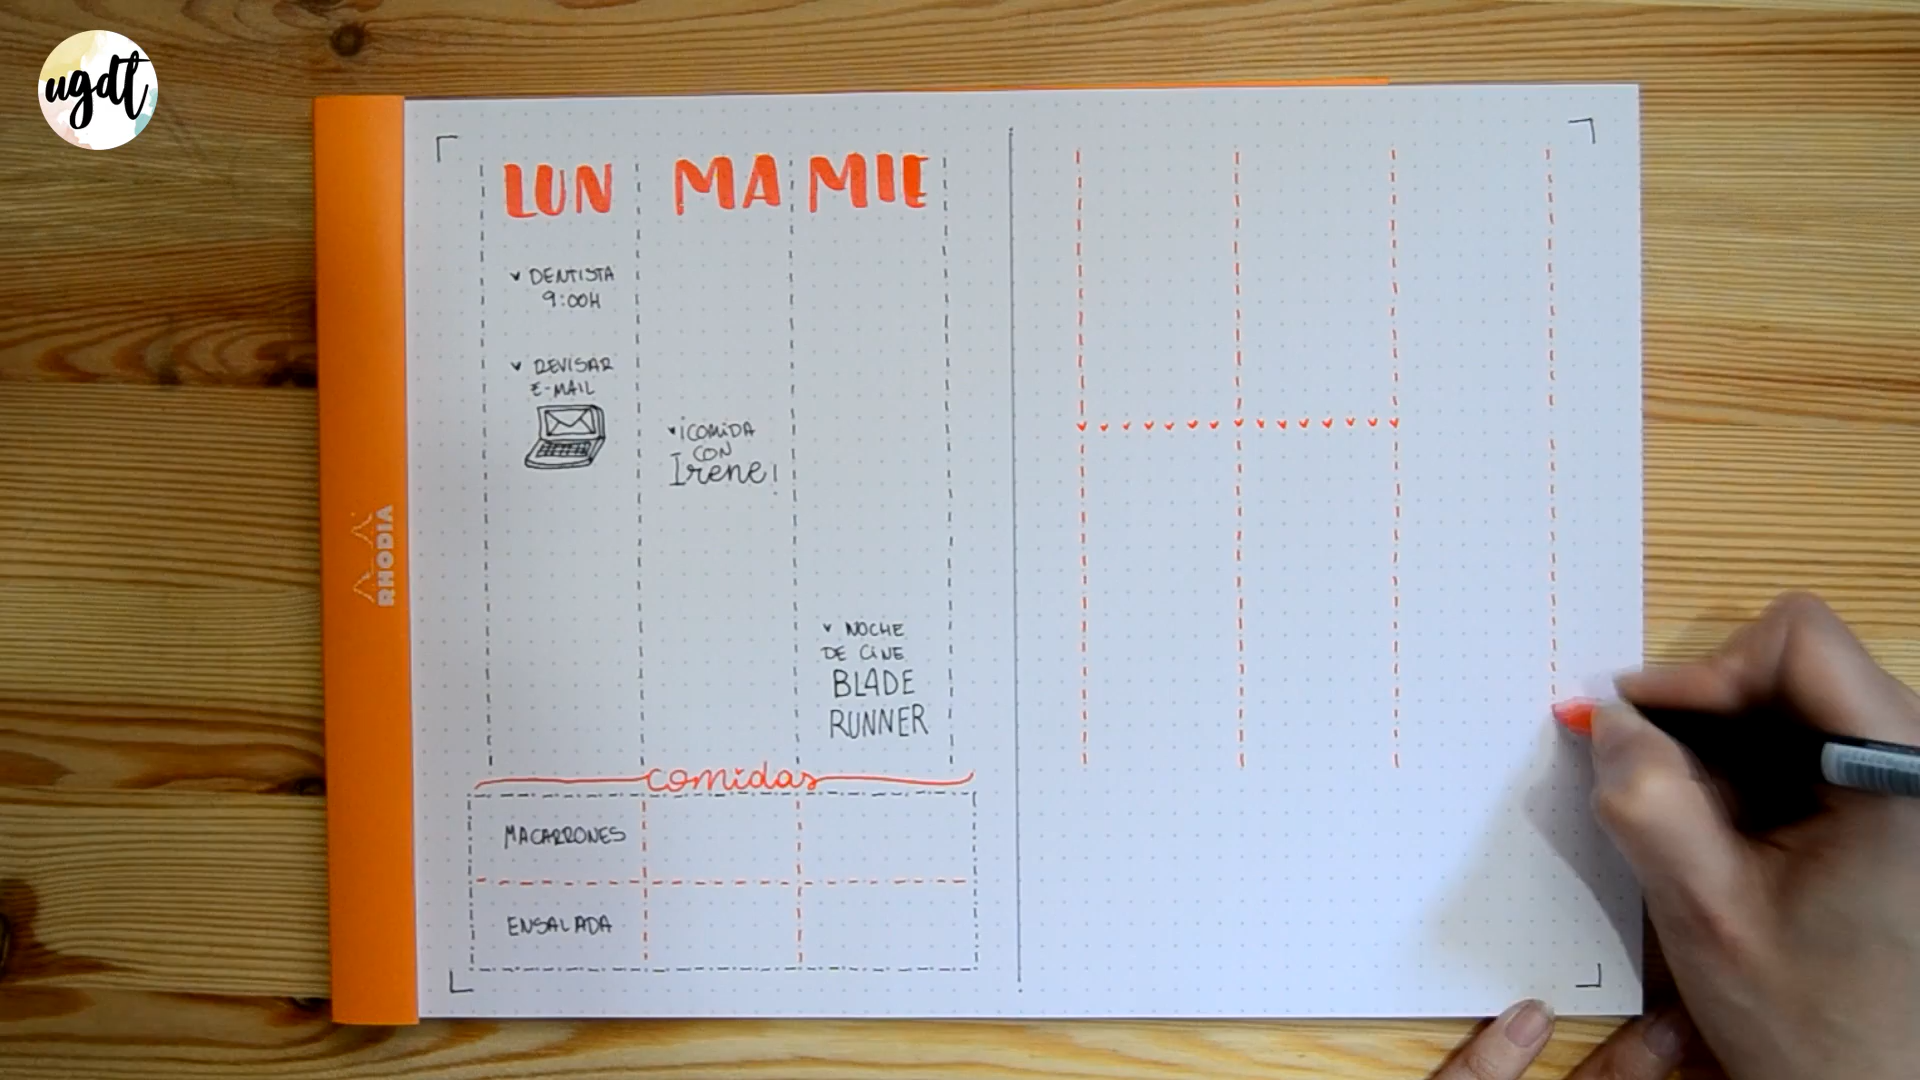 ugdt
LUN MA MIE
DENTISTA
9:00H
REVISAR
E-MAIL
¡COMIDA
CON
Irene!
NOCHE
DE CINE
BLADE
RUNNER
comidas
MACARRONES
ENSALADA
RHODIA